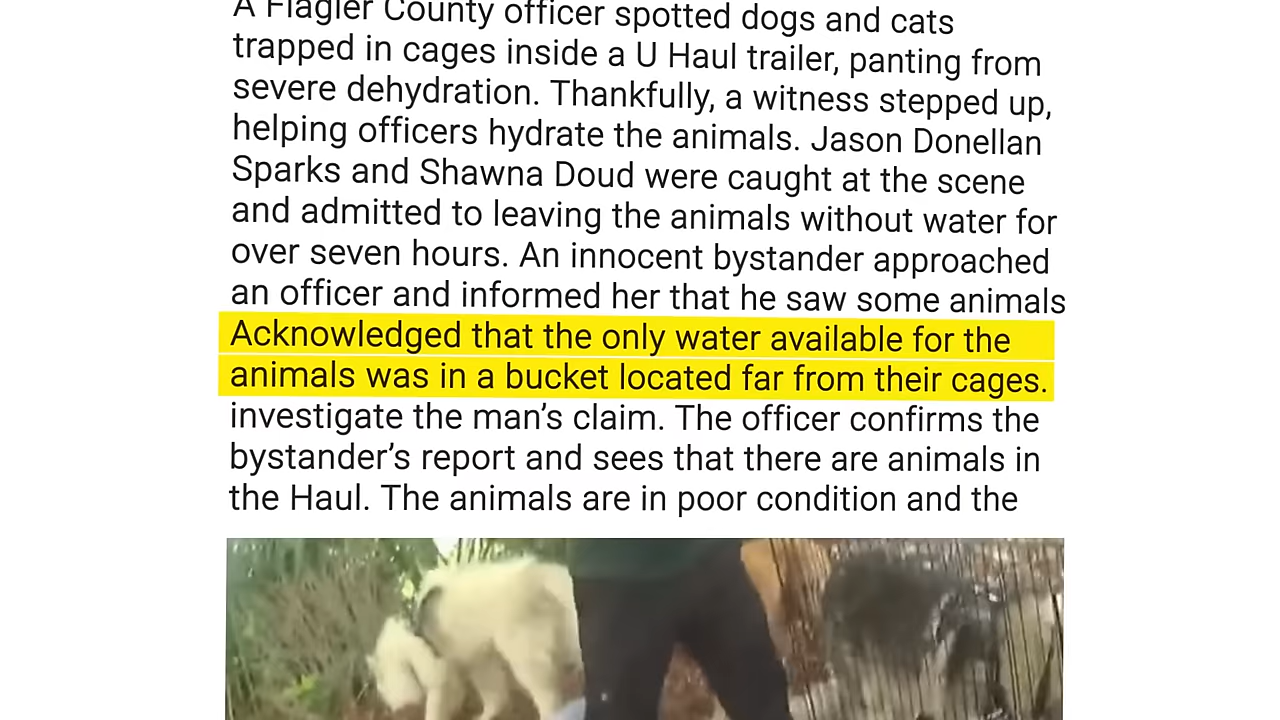 A Flagler County officer spotted dogs and cats
trapped in cages inside a U Haul trailer, panting from
severe dehydration. Thankfully, a witness stepped up,
helping officers hydrate the animals. Jason Donellan
Sparks and Shawna Doud were caught at the scene
and admitted to leaving the animals without water for
over seven hours. An innocent bystander approached
an officer and informed her that he saw some animals
Acknowledged that the only water available for the
animals was in a bucket located far from their cages.
investigate the man’s claim. The officer confirms the
bystander’s report and sees that there are animals in
the Haul. The animals are in poor condition and the